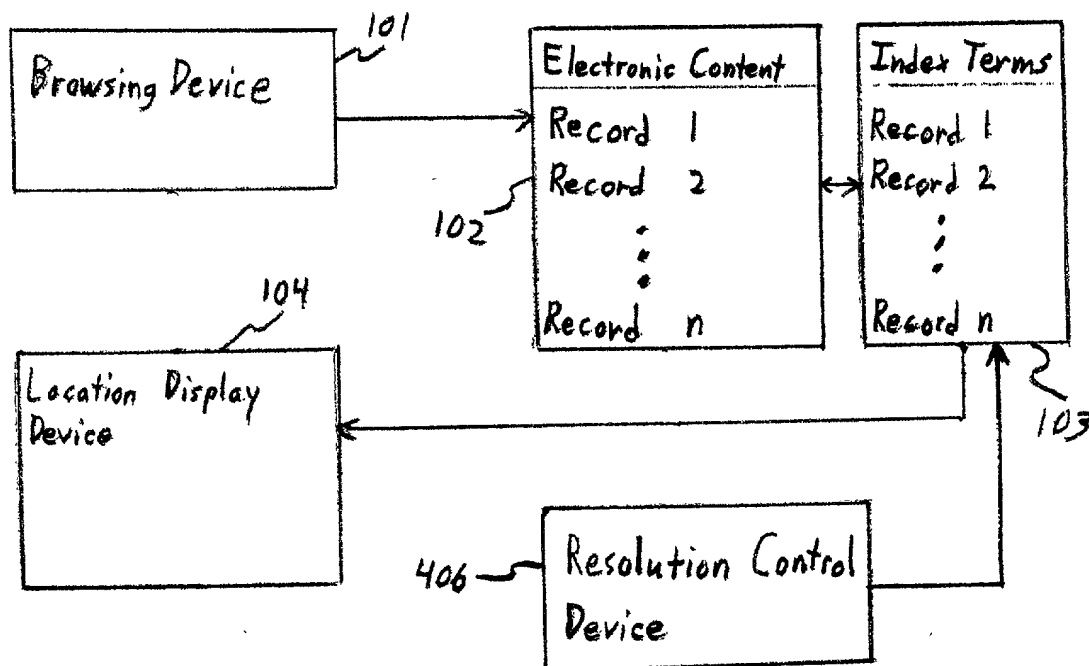 101
Browsing Device
Electronic Content
Record 1
Record 2
Record n
102
Index Terms
Record 1
Record 2
Record n
103
104
Location Display
Device
406
Resolution Control
Device